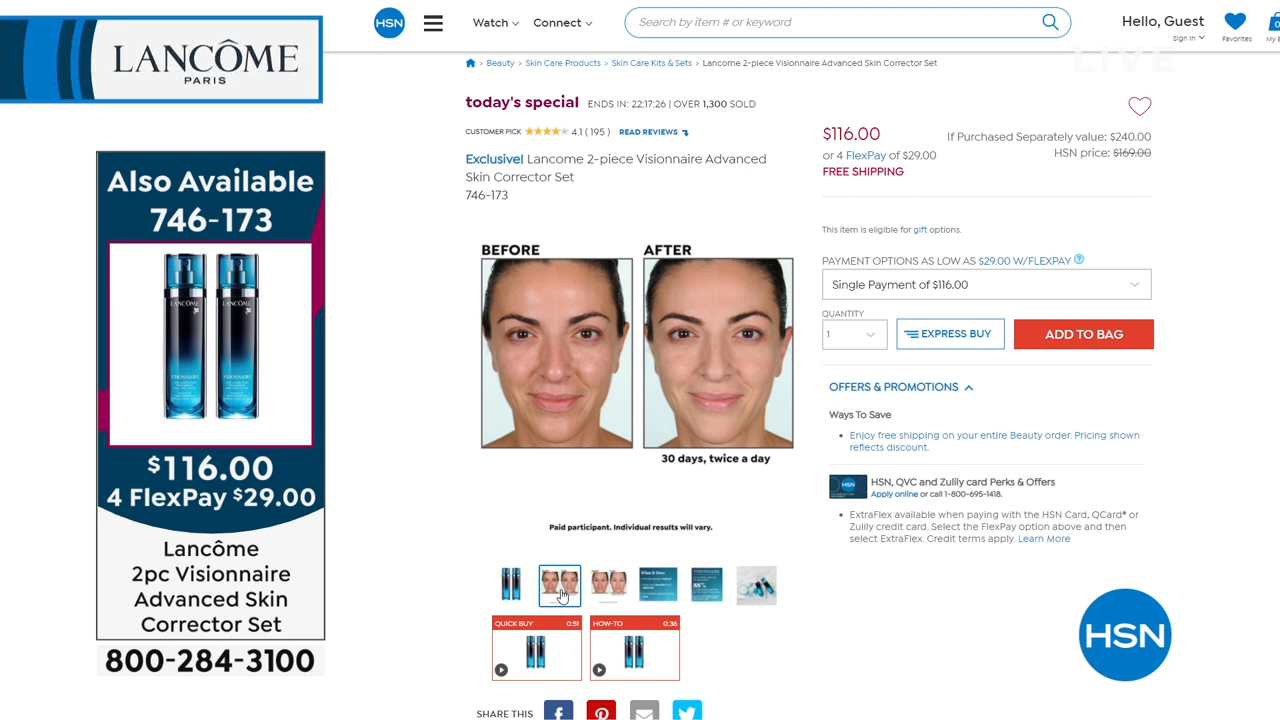 LANCÔME
PARIS
Also Available
746-173
LANCÔME
VISIONNAIRE
$116.00
4 FlexPay $29.00
Lancôme
2pc Visionnaire
Advanced Skin
Corrector Set
800-284-3100
HSN
Watch
Connect
Search by item # or keyword
Hello, Guest
Sign In
Favorites
0
LIVE
Beauty > Skin Care Products > Skin Care Kits & Sets > Lancome 2-piece Visionnaire Advanced Skin Corrector Set
today's special ENDS IN: 22:17:26 | OVER 1,300 SOLD
CUSTOMER PICK 4.1 ( 195 ) READ REVIEWS
Exclusive! Lancome 2-piece Visionnaire Advanced
Skin Corrector Set
746-173
BEFORE
AFTER
30 days, twice a day
Paid participant. Individual results will vary.
QUICK BUY 0:51
HOW-TO 0:36
SHARE THIS
$116.00
or 4 FlexPay of $29.00
FREE SHIPPING
If Purchased Separately value: $240.00
HSN price: $169.00
This item is eligible for gift options.
PAYMENT OPTIONS AS LOW AS $29.00 W/FLEXPAY
Single Payment of $116.00
QUANTITY
1
EXPRESS BUY
ADD TO BAG
OFFERS & PROMOTIONS
Ways To Save
Enjoy free shipping on your entire Beauty order. Pricing shown
reflects discount.
HSN
HSN, QVC and Zulily card Perks & Offers
Apply online or call 1-800-695-1418.
ExtraFlex available when paying with the HSN Card, QCard® or
Zulily credit card. Select the FlexPay option above and then
select ExtraFlex. Credit terms apply. Learn More
HSN